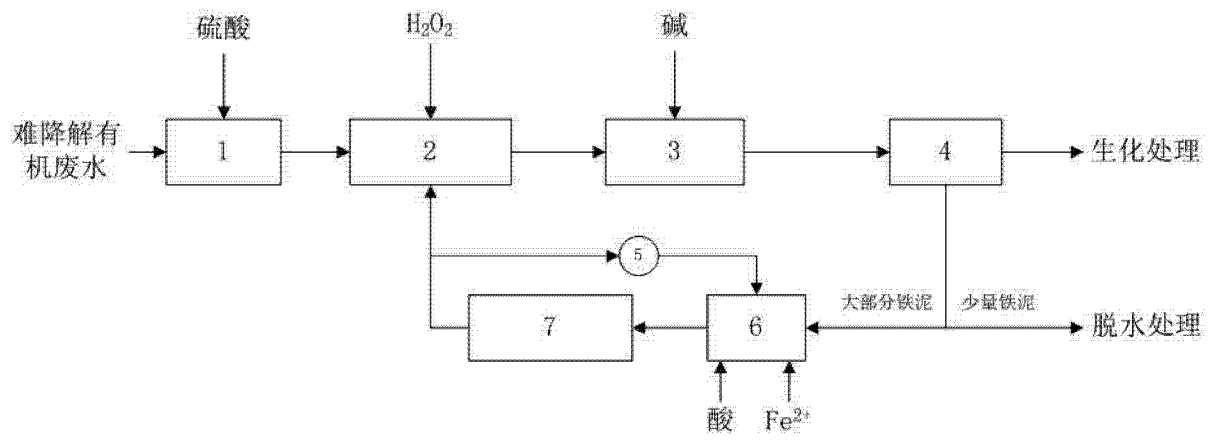 硫酸
H₂O₂
碱
难降解有
机废水
1
2
3
4
生化处理
5
大部分铁泥
少量铁泥
7
6
脱水处理
酸
Fe²⁺